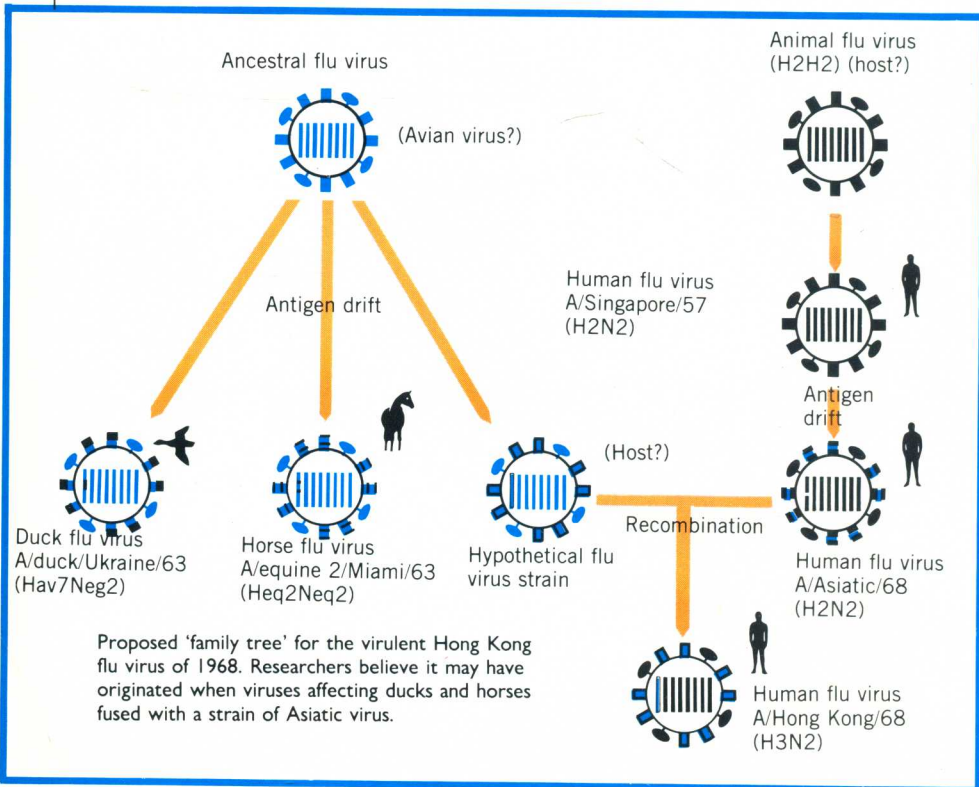 Ancestral flu virus
(Avian virus?)
Animal flu virus
(H2H2) (host?)
Antigen drift
Human flu virus
A/Singapore/57
(H2N2)
Antigen
drift
Duck flu virus
A/duck/Ukraine/63
(Hav7Neg2)
Horse flu virus
A/equine 2/Miami/63
(Heq2Neq2)
(Host?)
Hypothetical flu
virus strain
Recombination
Human flu virus
A/Asiatic/68
(H2N2)
Proposed ‘family tree’ for the virulent Hong Kong
flu virus of 1968. Researchers believe it may have
originated when viruses affecting ducks and horses
fused with a strain of Asiatic virus.
Human flu virus
A/Hong Kong/68
(H3N2)